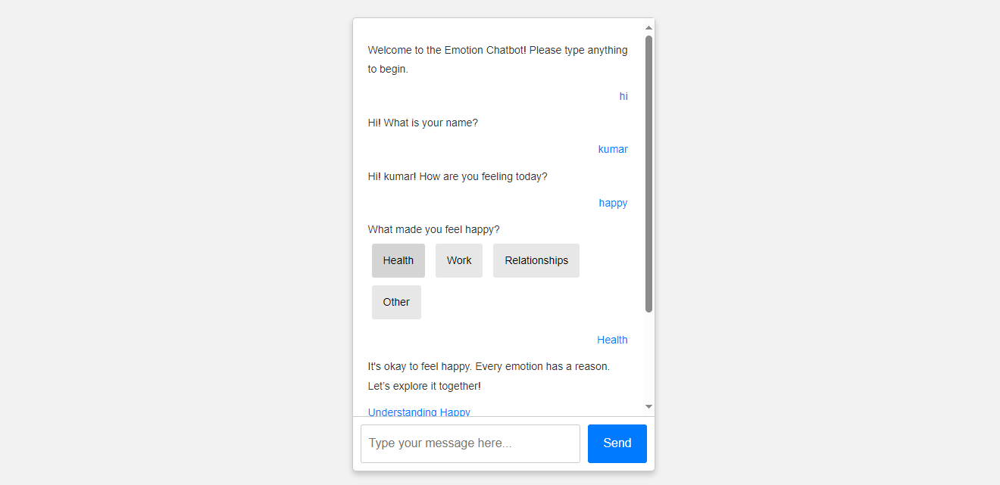 Welcome to the Emotion Chatbot! Please type anything
to begin.
hi
Hi! What is your name?
kumar
Hi! kumar! How are you feeling today?
happy
What made you feel happy?
Health Work Relationships
Other
Health
It's okay to feel happy. Every emotion has a reason.
Let’s explore it together!
Understanding Happy
Type your message here... Send